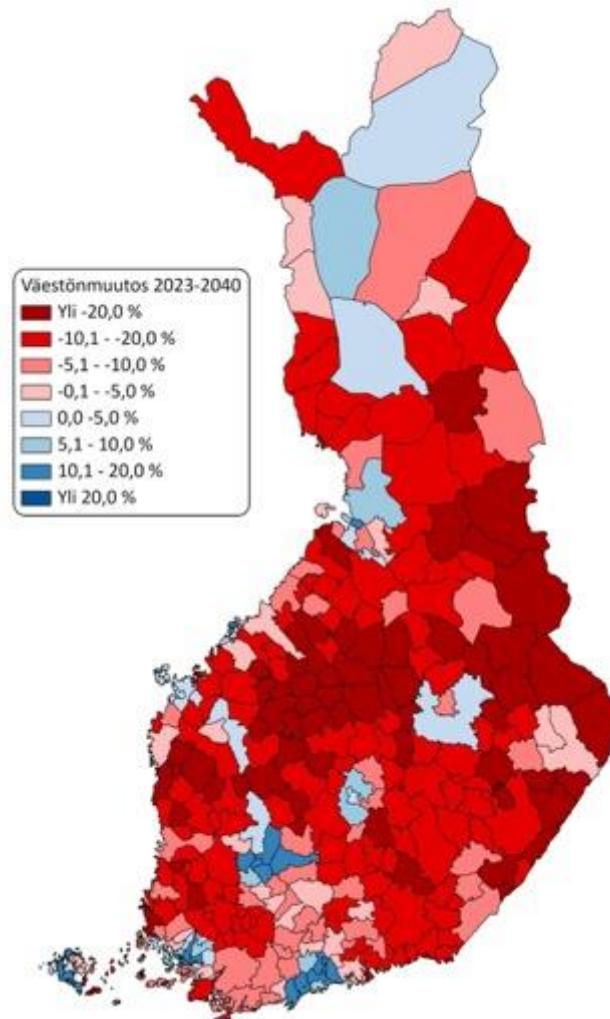 Väestönmuutos 2023-2040
Yli -20,0 %
-10,1 - -20,0 %
-5,1 - -10,0 %
-0,1 - -5,0 %
0,0 -5,0 %
5,1 - 10,0 %
10,1 - 20,0 %
Yli 20,0 %